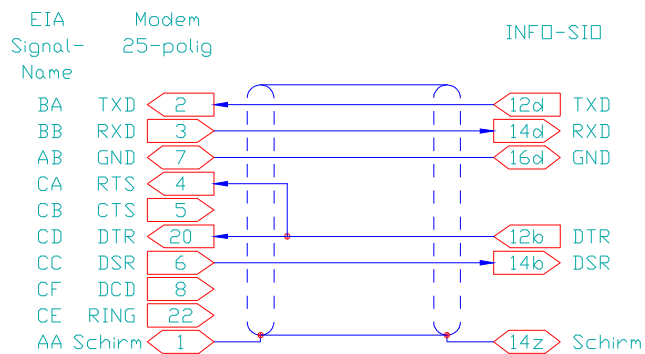 EIA Modem
Signal- 25-polig INFO-SIO
Name
BA TXD 2 12d TXD
BB RXD 3 14d RXD
AB GND 7 16d GND
CA RTS 4
CB CTS 5
CD DTR 20 12b DTR
CC DSR 6 14b DSR
CF DCD 8
CE RING 22
AA Schirm 1 14z Schirm